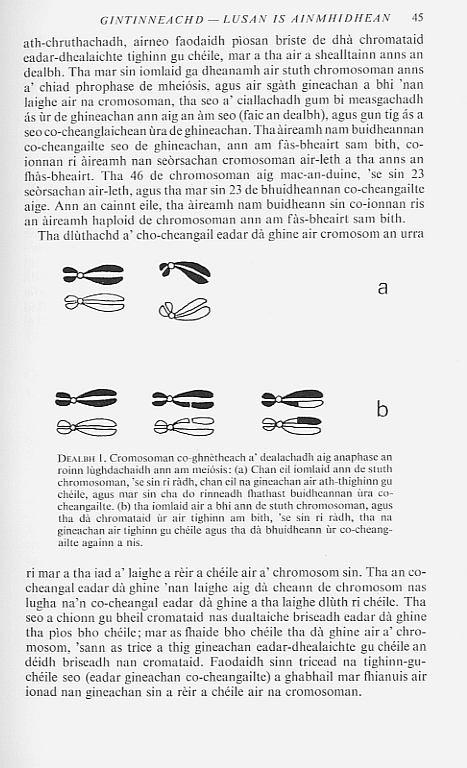 GINTINNEACHD — LUSAN IS AINMHIDHEAN 45
ath-chruthachadh, airneo faodaidh pìosan briste de dhà chromataid
eadar-dhealaichte tighinn gu chéile, mar a tha air a shealltainn anns an
dealbh. Tha mar sin iomlaid ga dheanamh air stuth chromosoman anns
a' chiad phrophase de mheiósis, agus air sgàth gineachan a bhi 'nan
laighe air na cromosoman, tha seo a' ciallachadh gum bi measgachadh
ás ùr de ghineachan ann aig an àm seo (faic an dealbh), agus gun tig ás a
seo co-cheanglaichean ùra de ghineachan. Tha àireamh nam buidheannan
co-cheangailte seo de ghineachan, ann am fàs-bheairt sam bith, co-
ionnan ri àireamh nan seòrsachan cromosoman air-leth a tha anns an
fhàs-bheairt. Tha 46 de chromosoman aig mac-an-duine, 'se sin 23
seòrsachan air-leth, agus tha mar sin 23 de bhuidheannan co-cheangailte
aige. Ann an cainnt eile, tha àireamh nam buidheann sin co-ionnan ris
an àireamh haploid de chromosoman ann am fàs-bheairt sam bith.
Tha dlùthachd a' cho-cheangail eadar dà ghine air cromosom an urra
a
b
DEALBH 1. Cromosoman co-ghnètheach a' dealachadh aig anaphase an
roinn lùghdachaidh ann am meiósis: (a) Chan eil iomlaid ann de stuth
chromosoman, 'se sin ri ràdh, chan eil na gineachan air ath-thighinn gu
chéile, agus mar sin cha do rinneadh fhathast buidheannan ùra co-
cheangailte. (b) tha iomlaid air a bhi ann de stuth chromosoman, agus
tha dà chromataid ùr air tighinn am bith, 'se sin ri ràdh, tha na
gineachan air tighinn gu chéile agus tha dà bhuidheann ùr co-cheang-
ailte againn a nis.
ri mar a tha iad a' laighe a rèir a chéile air a' chromosom sin. Tha an co-
cheangal eadar dà ghine 'nan laighe aig dà cheann de chromosom nas
lugha na'n co-cheangal eadar dà ghine a tha laighe dlùth ri chéile. Tha
seo a chionn gu bheil cromataid nas dualtaiche briseadh eadar dà ghine
tha pìos bho chéile; mar as fhaide bho chéile tha dà ghine air a' chro-
mosom, 'sann as trice a thig gineachan eadar-dhealaichte gu chéile an
déidh briseadh nan cromataid. Faodaidh sinn tricead na tighinn-gu-
chéile seo (eadar gineachan co-cheangailte) a ghabhail mar fhianuis air
ionad nan gineachan sin a rèir a chéile air na cromosoman.